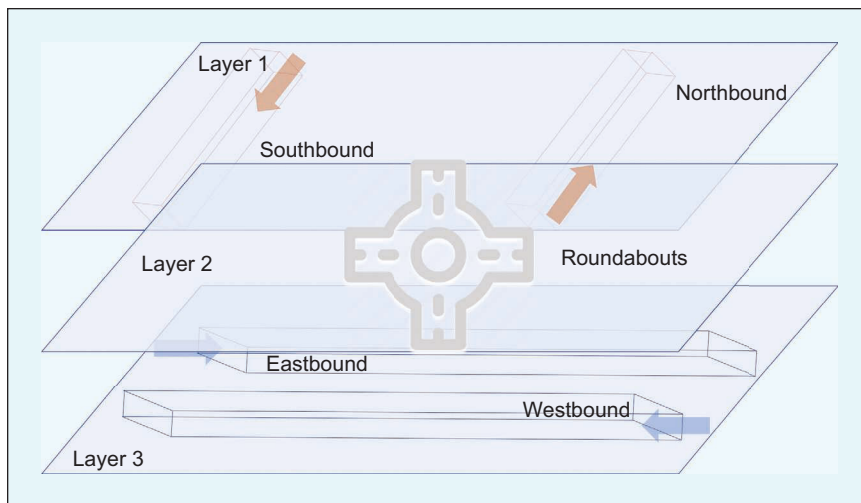 Layer 1
Northbound
Southbound
Layer 2
Roundabouts
Eastbound
Westbound
Layer 3